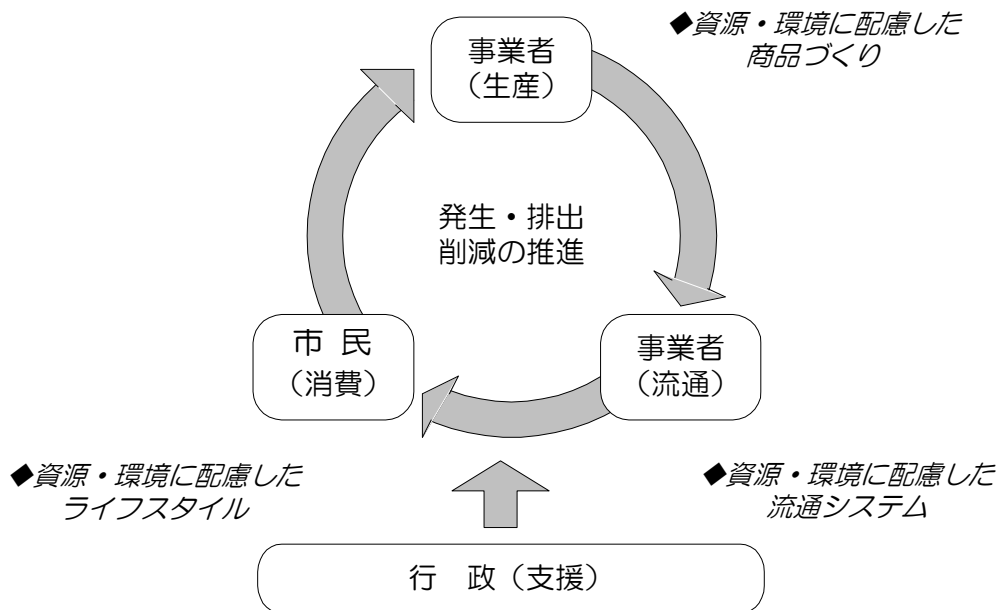 ◆資源・環境に配慮した
商品づくり
事業者
（生産）
発生・排出
削減の推進
市 民
（消費）
事業者
（流通）
◆資源・環境に配慮した
ライフスタイル
◆資源・環境に配慮した
流通システム
行　政（支援）